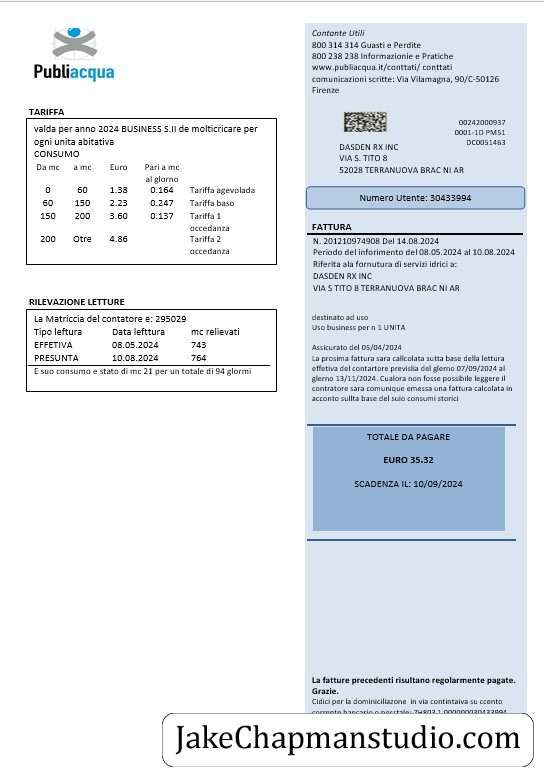 Publiacqua
TARIFFA
valda per anno 2024 BUSINESS S.II de molticricare per
ogni unita abitativa
CONSUMO
Da mc a mc Euro Pari a mc
al glorno
0 60 1.38 0.164 Tariffa agevolada
60 150 2.23 0.247 Tariffa baso
150 200 3.60 0.137 Tariffa 1
occedanza
200 Otre 4.86 Tariffa 2
occedanza
RILEVAZIONE LETTURE
La Matriccia del contatore e: 295029
Tipo leftura Data lefttura mc relievati
EFFETIVA 08.05.2024 743
PRESUNTA 10.08.2024 764
E suo consumo e stato di mc 21 per un totale di 94 glormi
Contante Utili
800 314 314 Guasti e Perdite
800 238 238 Informazionie e Pratiche
www.publiacqua.it/conttati/ conttati
comunicazioni scritte: Via Vilamagna, 90/C-50126
Firenze
00242000937
0001-1D PM51
DC0051463
DASDEN RX INC
VIA S. TITO 8
52028 TERRANUOVA BRAC NI AR
Numero Utente: 30433994
FATTURA
N. 201210974908 Del 14.08.2024
Periodo del inforimento del 08.05.2024 al 10.08.2024
Riferita ala fornutura di servizi idrici a:
DASDEN RX INC
VIA S TITO 8 TERRANUOVA BRAC NI AR
destinato ad uso
Uso business per n 1 UNITA
Assicurato del 05/04/2024
La prosima fattura sara callcolata sutta base della lettura
effetiva del contartore previslia del glerno 07/09/2024 al
glerno 13/11/2024. Cualora non fosse possibile leggere il
contratore sara comunique emessa una fattura calcolata in
acconto sullta base del suio consumi storici
TOTALE DA PAGARE
EURO 35.32
SCADENZA IL: 10/09/2024
La fatture precedenti risultano regolarmente pagate.
Grazie.
Cidici per la dominiciliazone in via contintaiva su ccento
JakeChapmanstudio.com